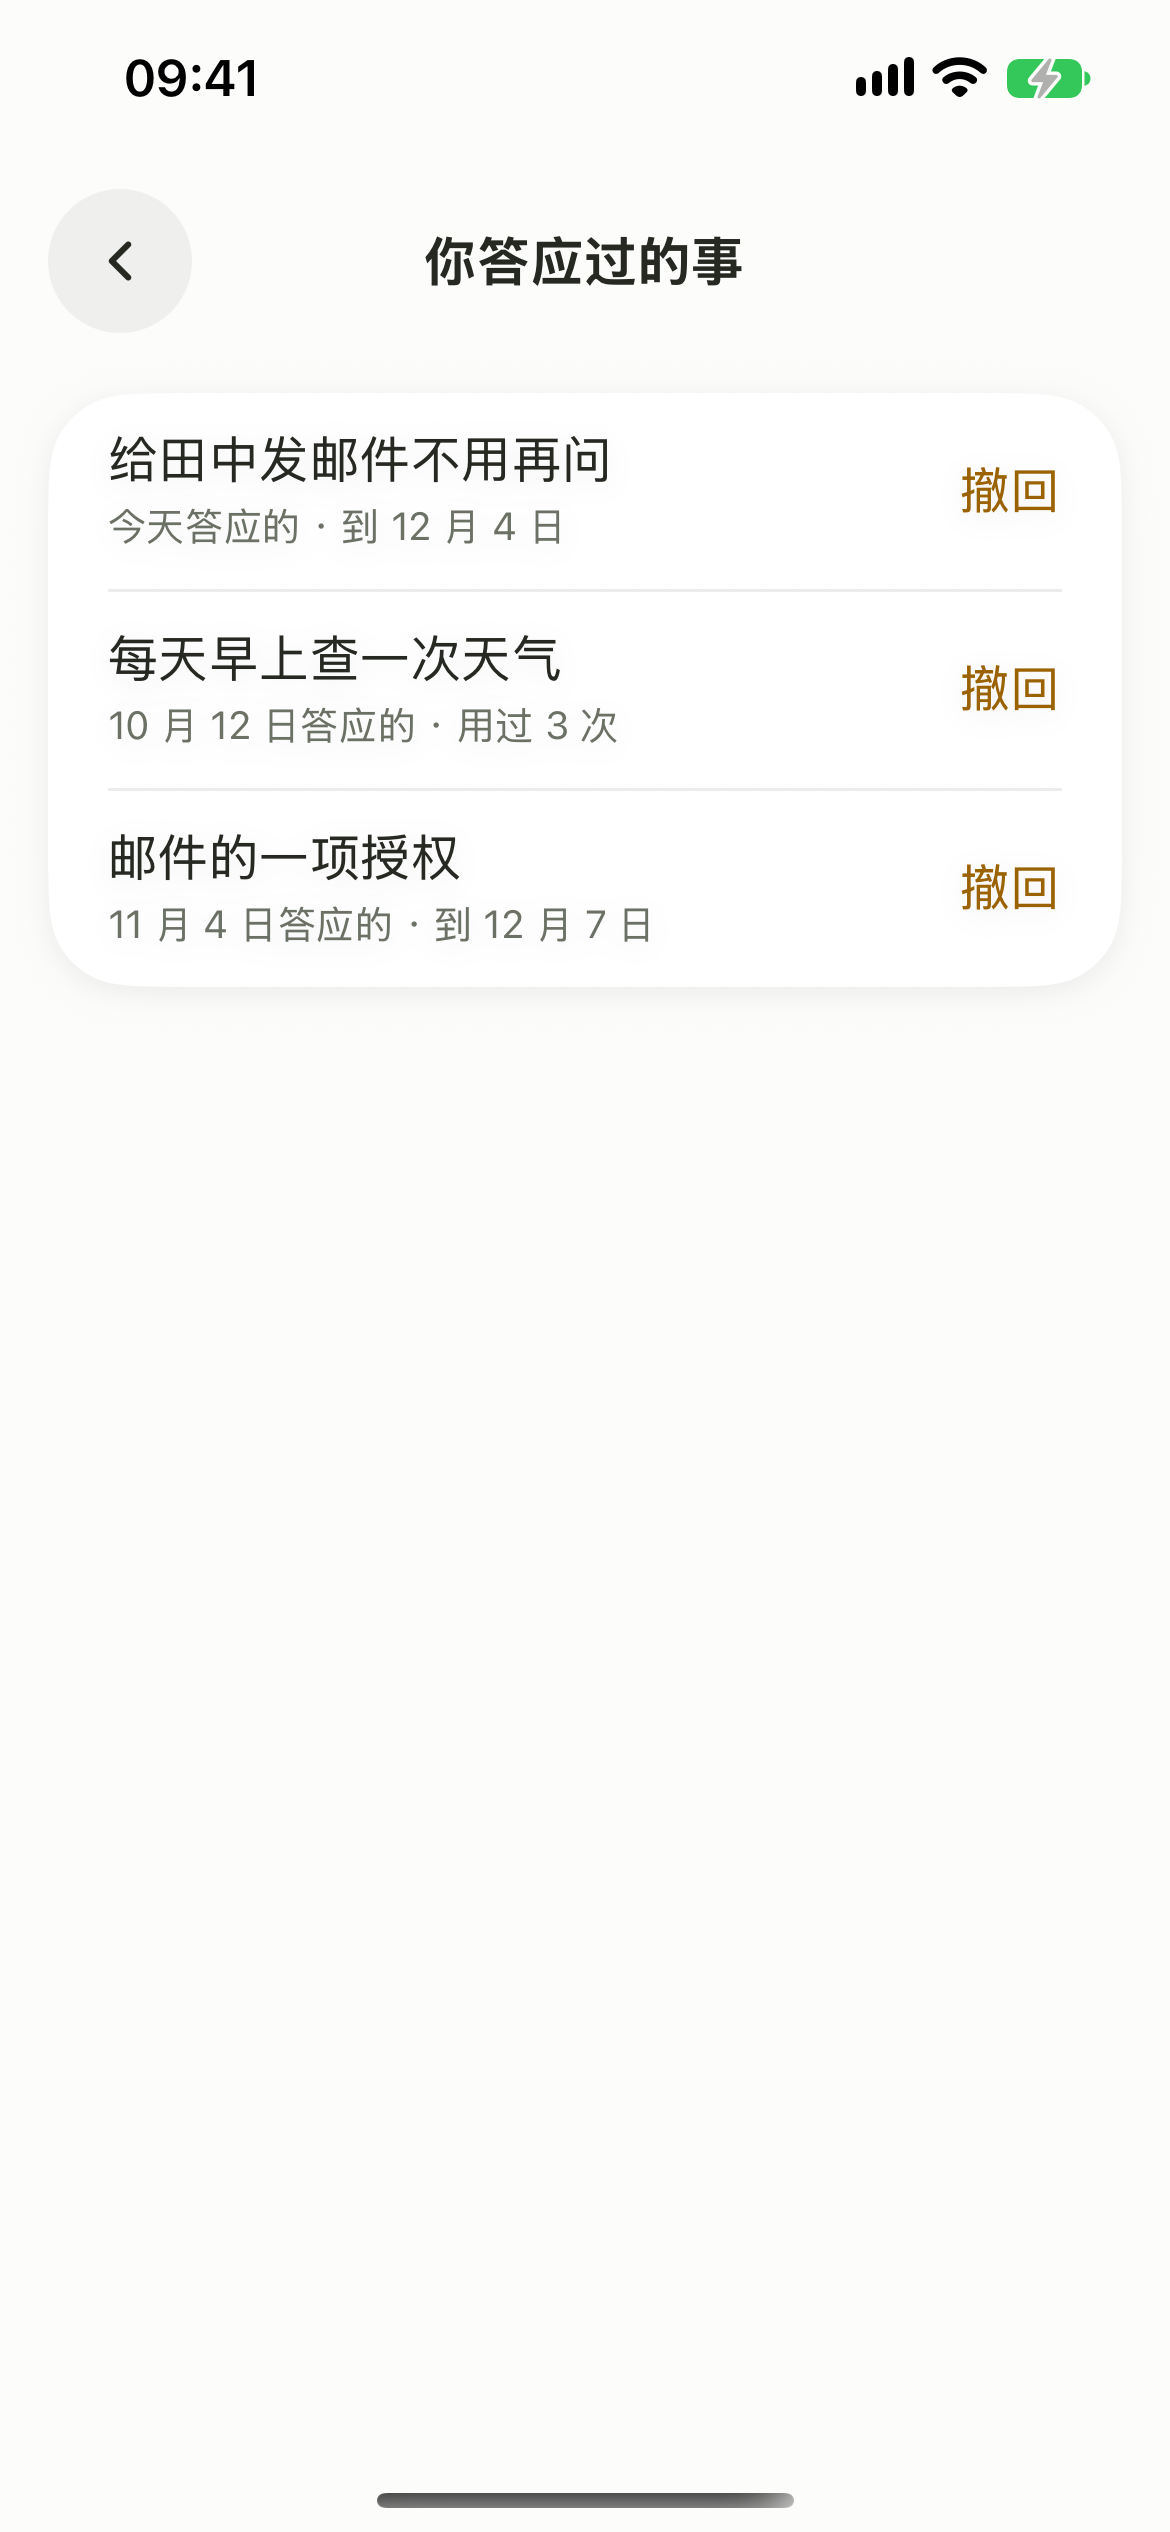 09:41
你答应过的事
给田中发邮件不用再问
今天答应的 · 到 12 月 4 日
撤回
每天早上查一次天气
10 月 12 日答应的 · 用过 3 次
撤回
邮件的一项授权
11 月 4 日答应的 · 到 12 月 7 日
撤回